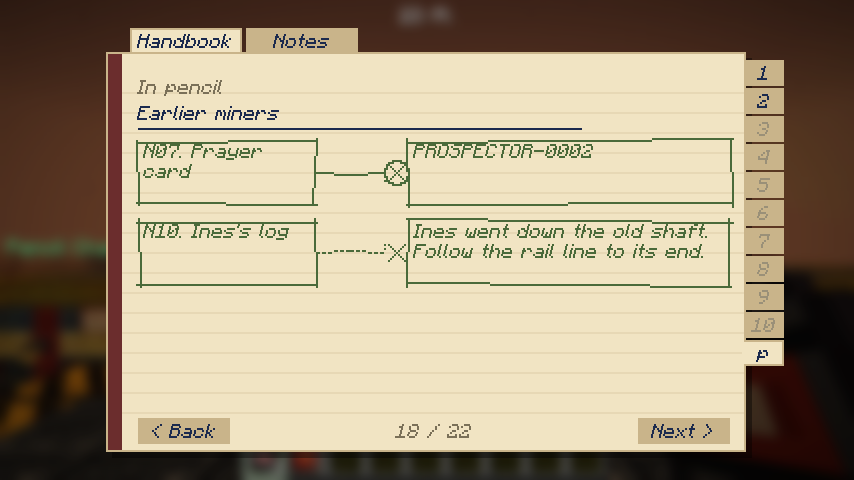 Handbook
Notes
In pencil
Earlier miners
N07. Prayer
card
PROSPECTOR-0002
N10. Ines's log
Ines went down the old shaft.
Follow the rail line to its end.
1
2
3
4
5
6
7
8
9
10
p
< Back
18 / 22
Next >